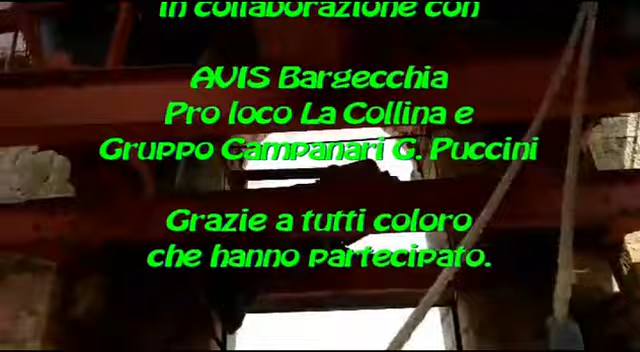 in collaborazione con
AVIS Bargecchia
Pro loco La Collina e
Gruppo Campanari G. Puccini
Grazie a tutti coloro
che hanno partecipato.